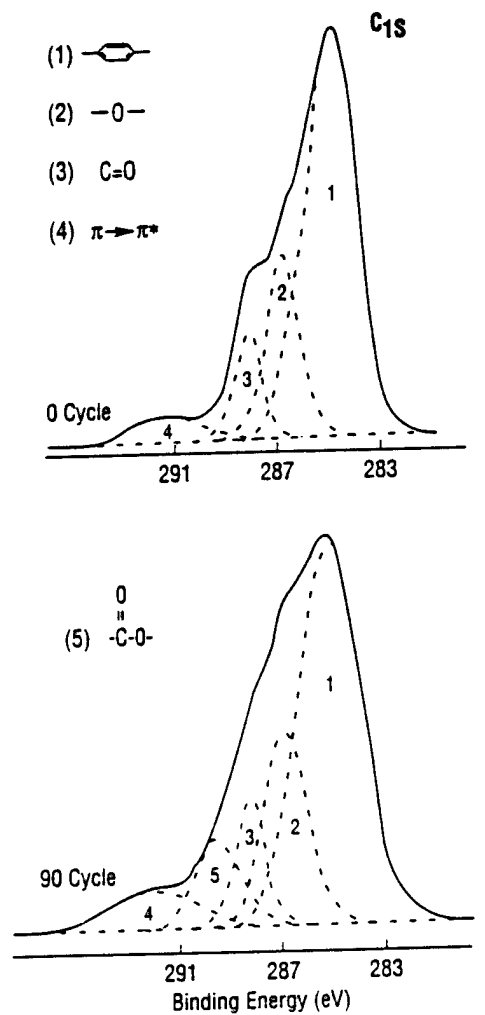 C1S
(1)
(2) -O-
(3) C=O
(4) π→π*
1
2
3
4
0 Cycle
291 287 283
O
"
(5) -C-O-
1
2
3
5
4
90 Cycle
291 287 283
Binding Energy (eV)